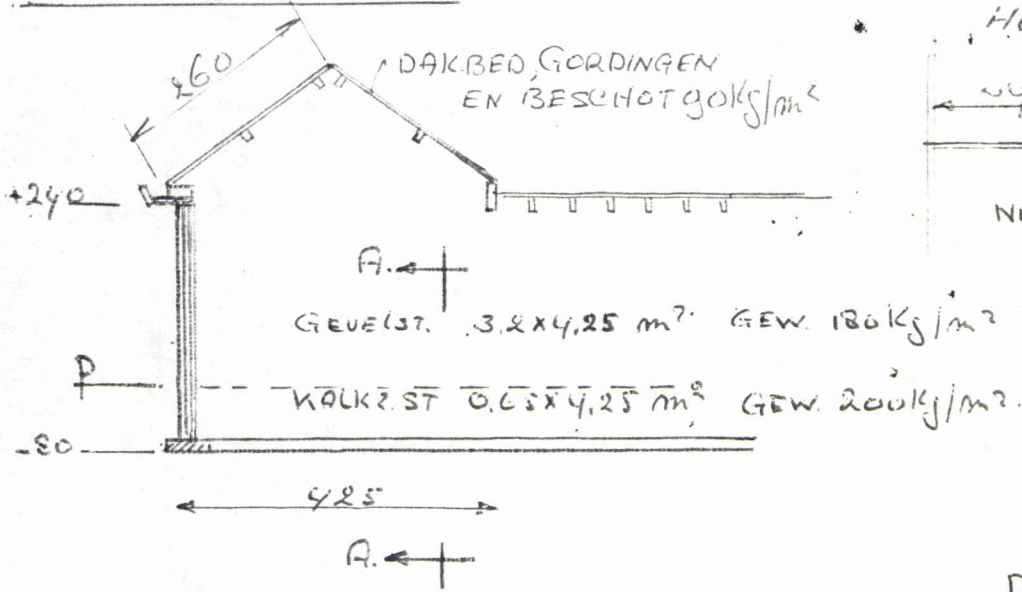 260
DAKBED, GORDINGEN
EN BESCHOT 90Kg/m²
+240
A.
GEVELST. 3.2x4,25 m² GEW. 180Kg/m²
P
KALKZ.ST 0.65x4,25 m² GEW. 200Kg/m².
-80
425
A.